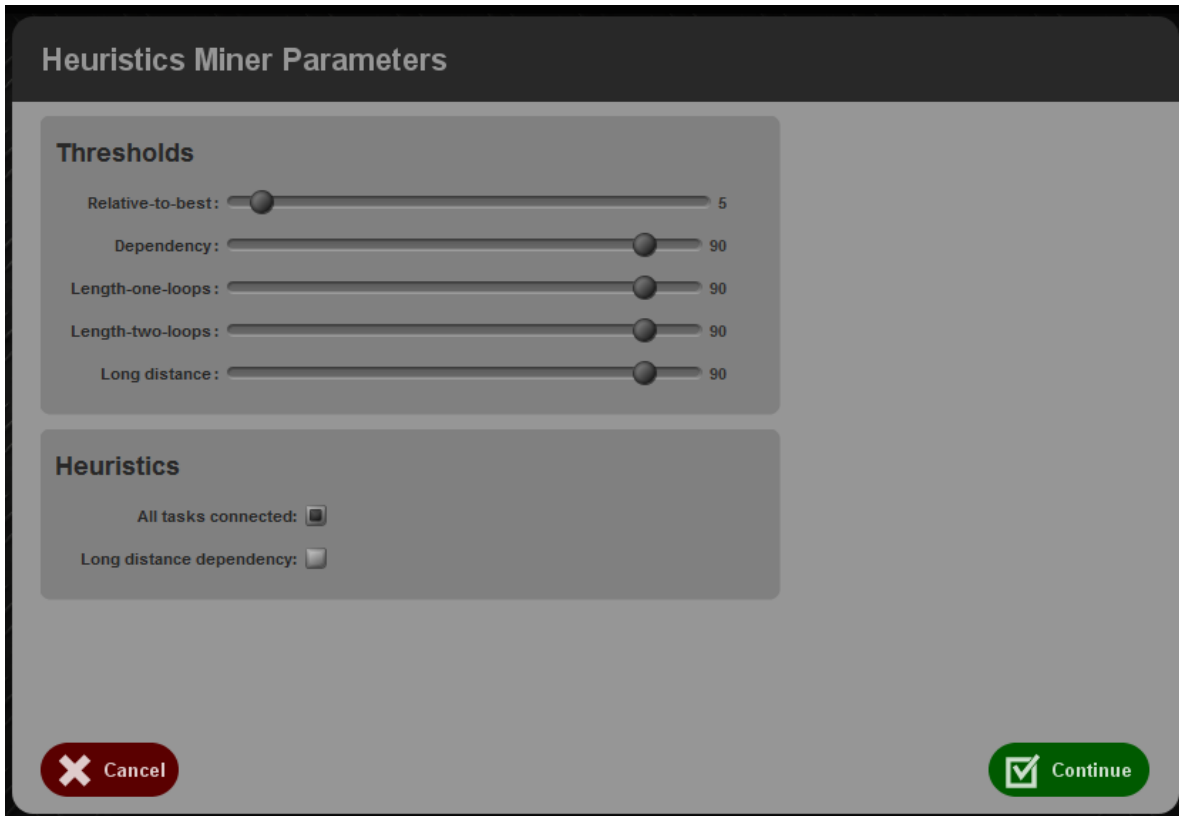 Heuristics Miner Parameters
Thresholds
Relative-to-best: 5
Dependency: 90
Length-one-loops: 90
Length-two-loops: 90
Long distance: 90
Heuristics
All tasks connected:
Long distance dependency:
Cancel
Continue